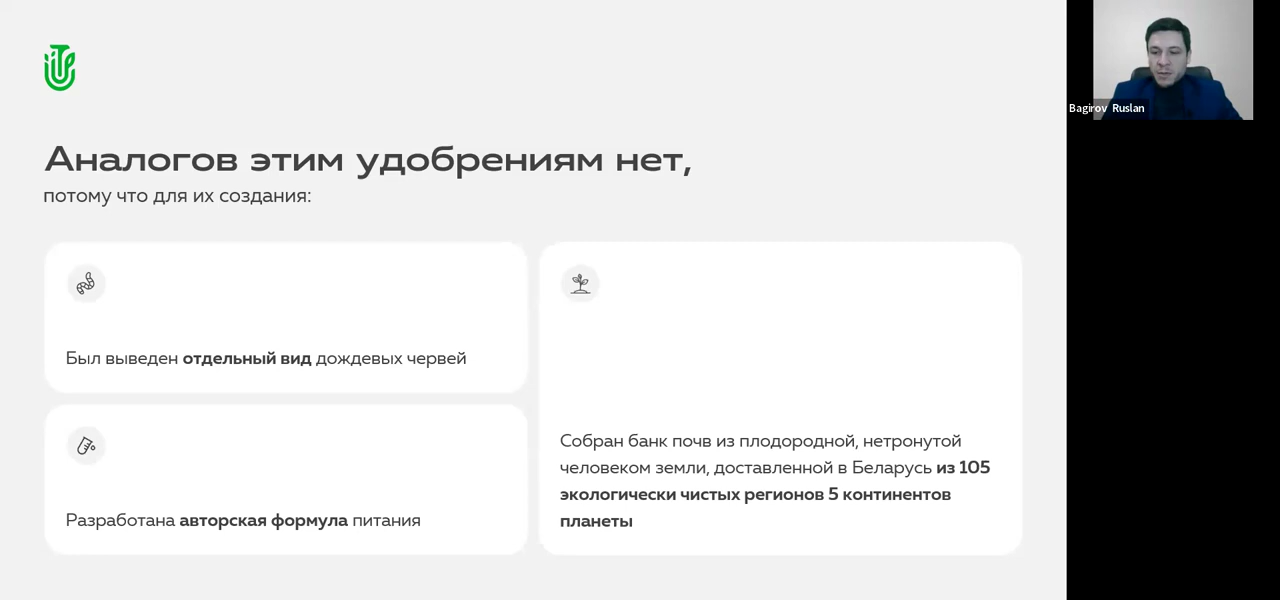 Аналогов этим удобрениям нет,
потому что для их создания:
Был выведен отдельный вид дождевых червей
Разработана авторская формула питания
Собран банк почв из плодородной, нетронутой
человеком земли, доставленной в Беларусь из 105
экологически чистых регионов 5 континентов
планеты
Bagirov Ruslan